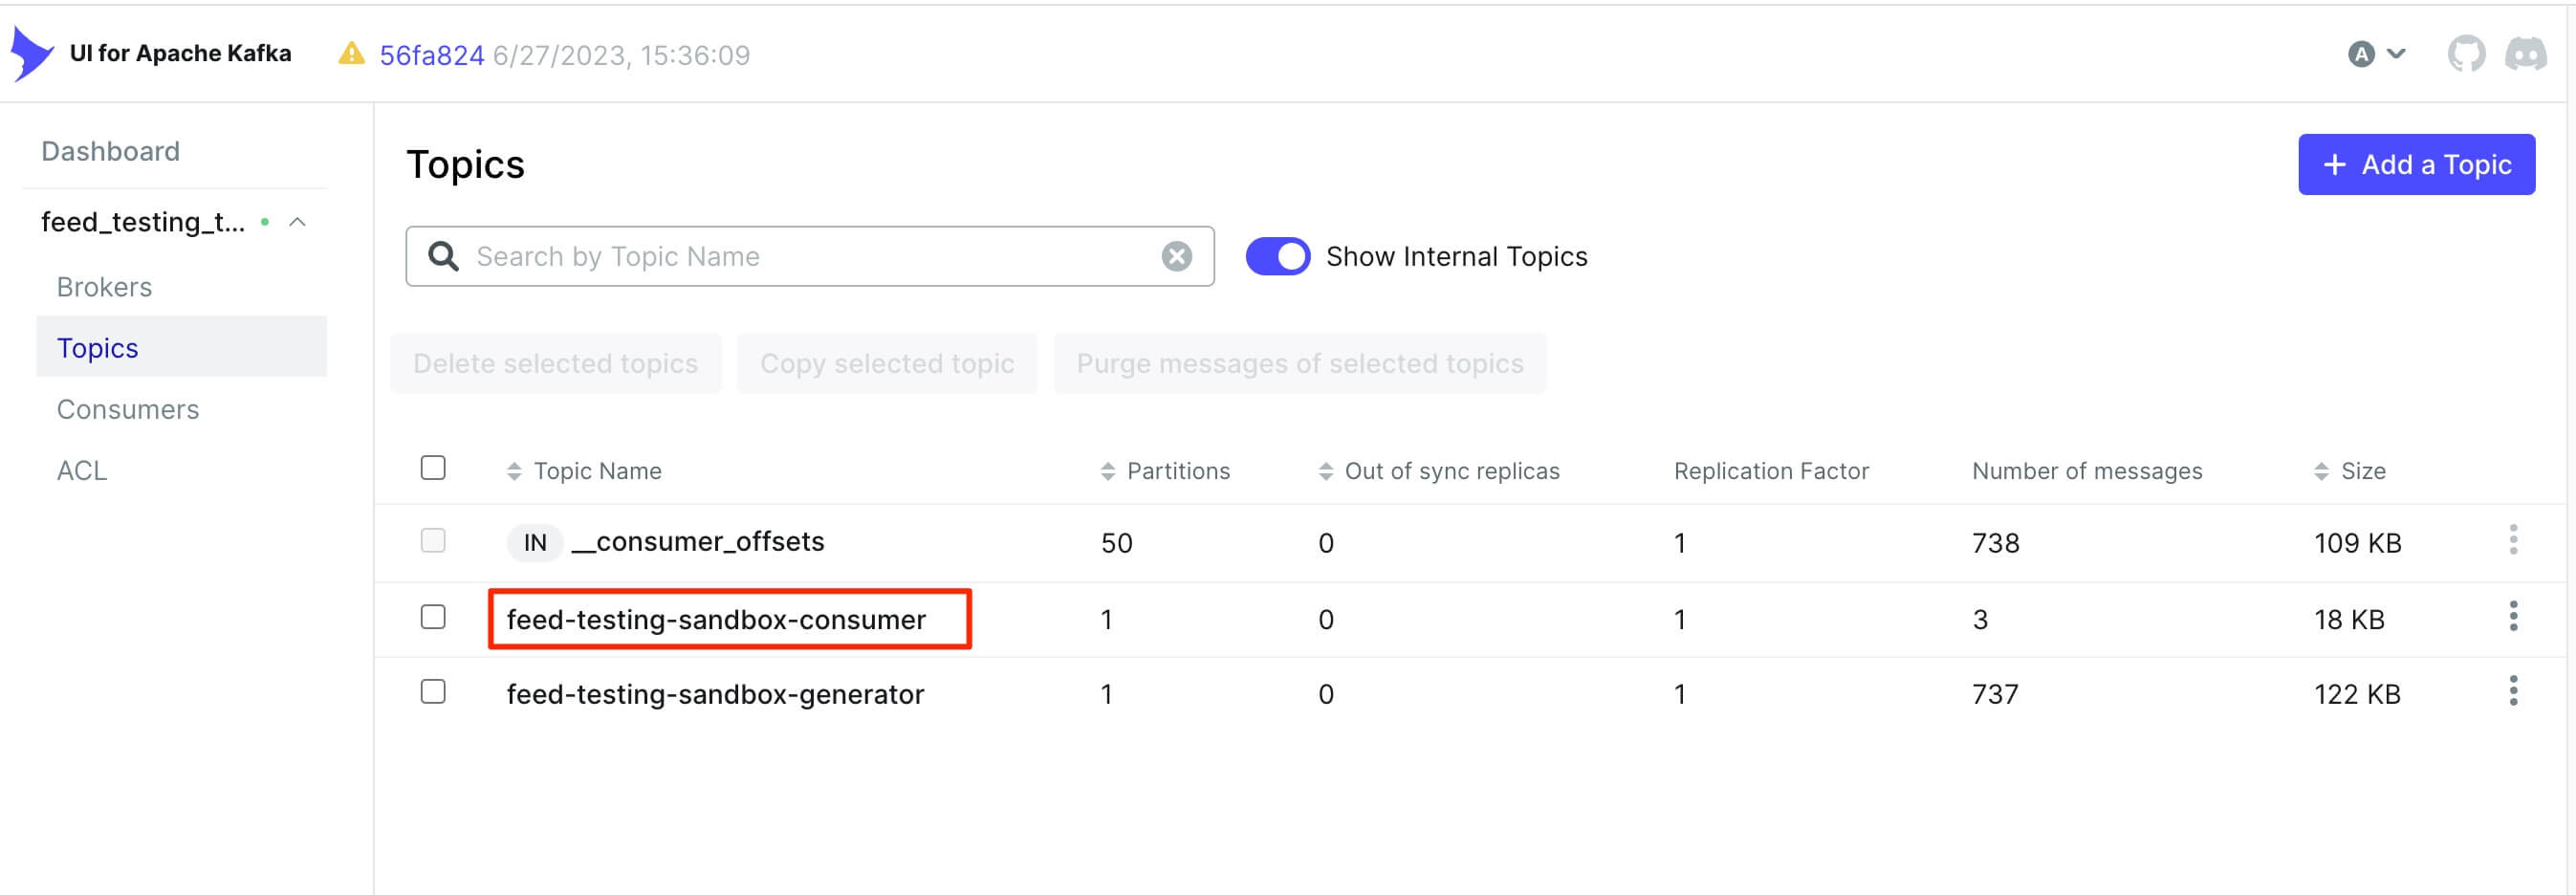 UI for Apache Kafka 56fa824 6/27/2023, 15:36:09 A
Dashboard
feed_testing_t...
Brokers
Topics
Consumers
ACL
Topics
+ Add a Topic
Search by Topic Name
Show Internal Topics
Delete selected topics Copy selected topic Purge messages of selected topics
Topic Name Partitions Out of sync replicas Replication Factor Number of messages Size
IN __consumer_offsets 50 0 1 738 109 KB
feed-testing-sandbox-consumer 1 0 1 3 18 KB
feed-testing-sandbox-generator 1 0 1 737 122 KB